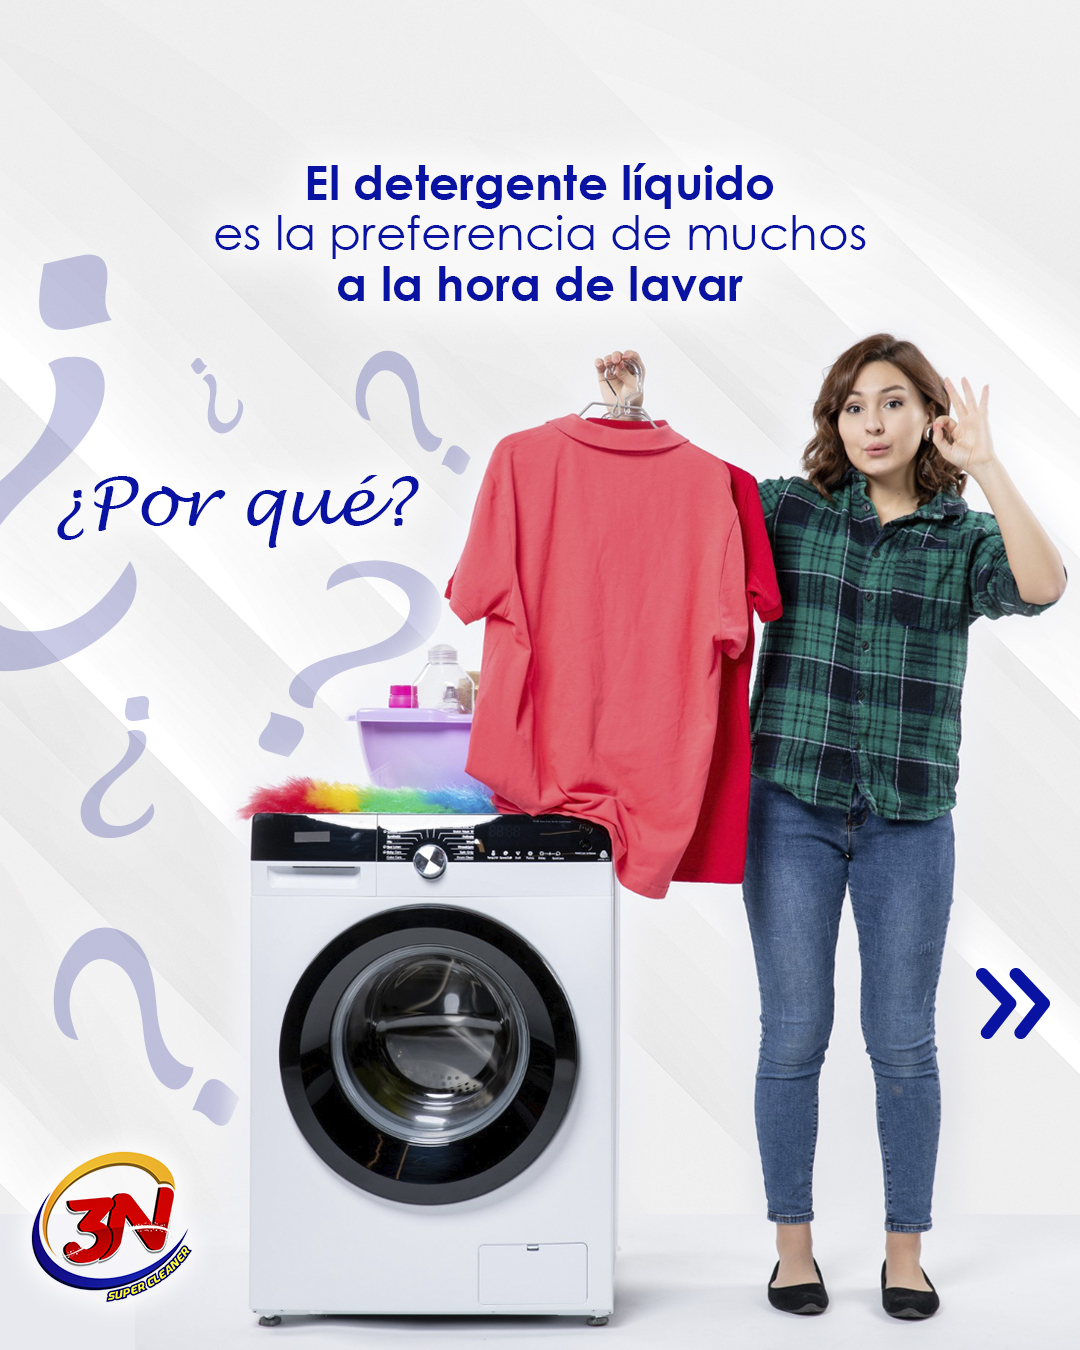 El detergente líquido
es la preferencia de muchos
a la hora de lavar
¿Por qué?
3N
SUPER CLEANER